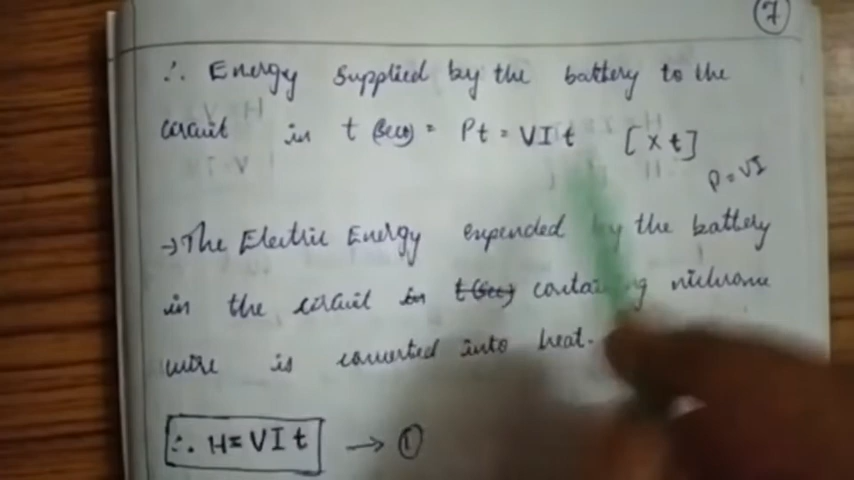 7
∴ Energy Supplied by the battery to the
circuit in t (sec) = Pt = VIt [×t]
P = VI
→The Electric Energy expended by the battery
in the circuit in t(sec) containing nichrome
wire is converted into heat.
∴ H = VIt → ①